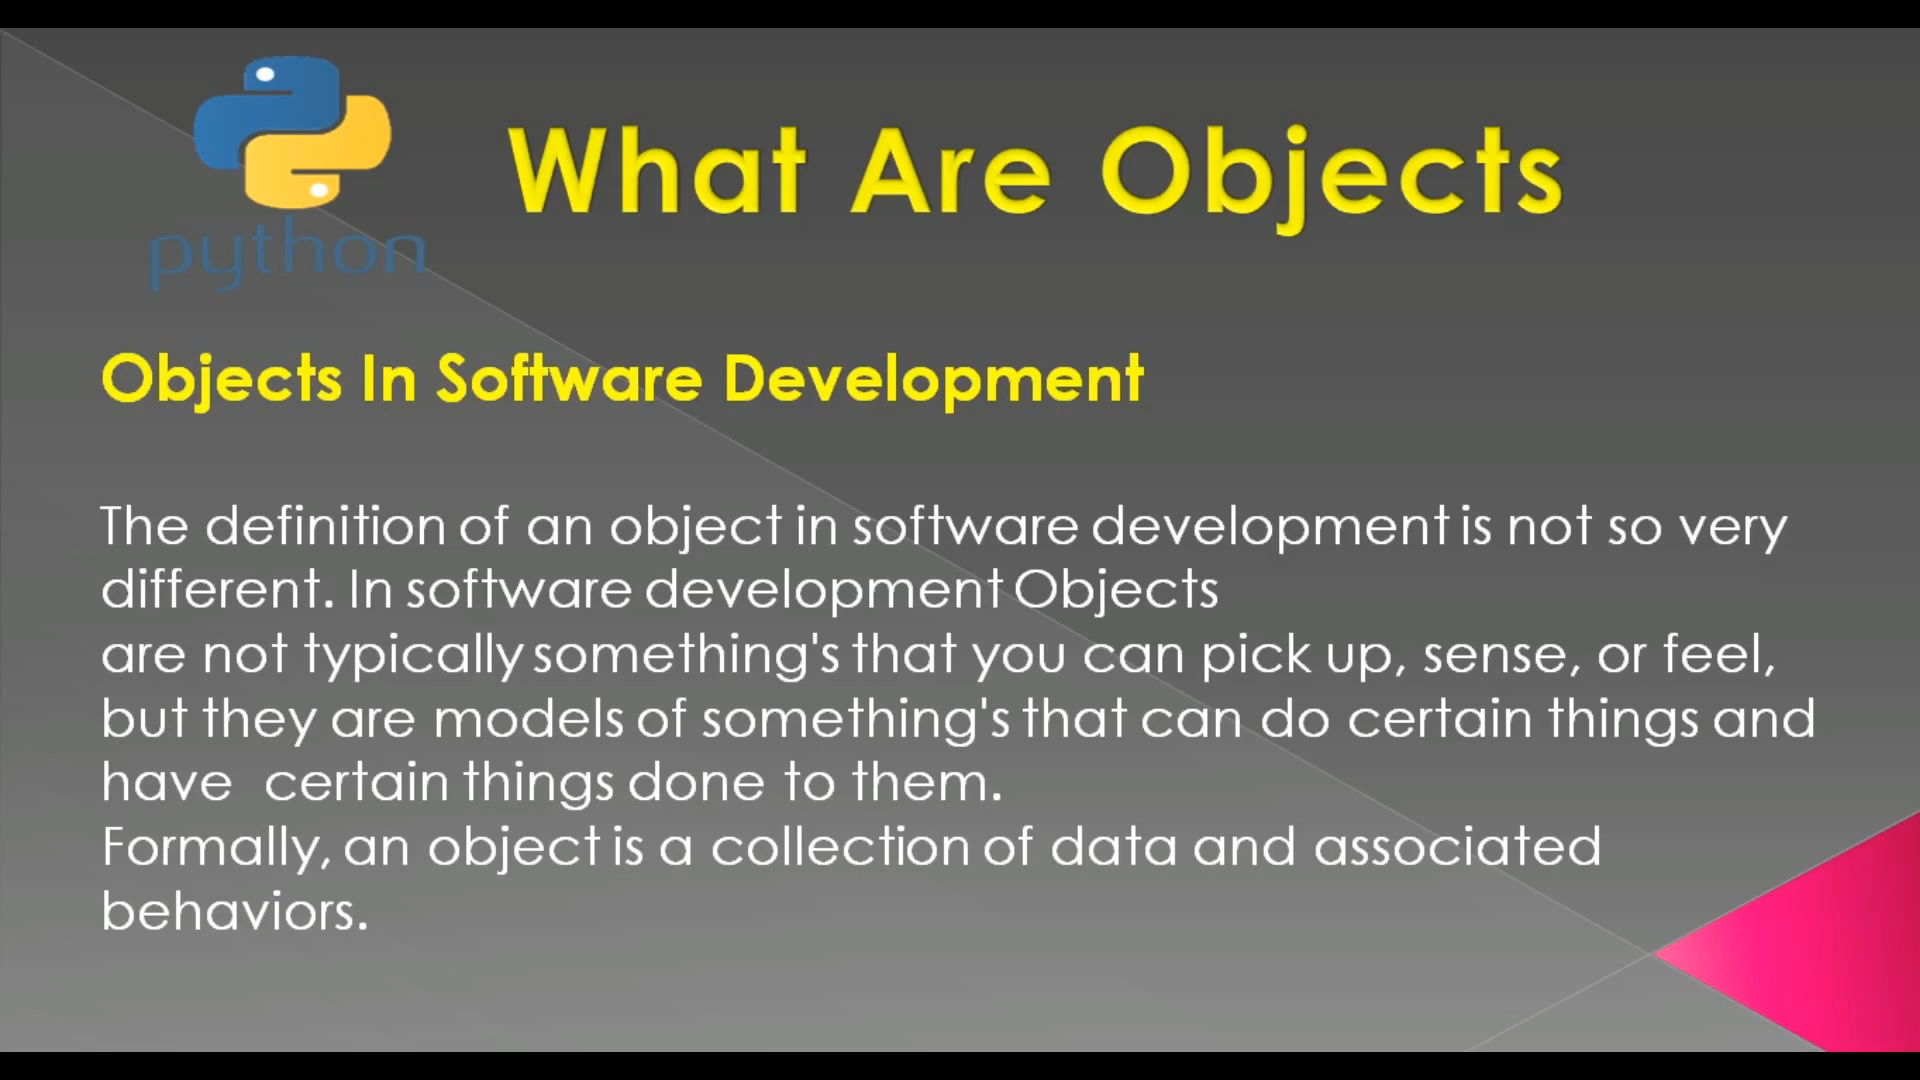 python
What Are Objects
Objects In Software Development
The definition of an object in software development is not so very
different. In software development Objects
are not typically something's that you can pick up, sense, or feel,
but they are models of something's that can do certain things and
have  certain things done to them.
Formally, an object is a collection of data and associated
behaviors.